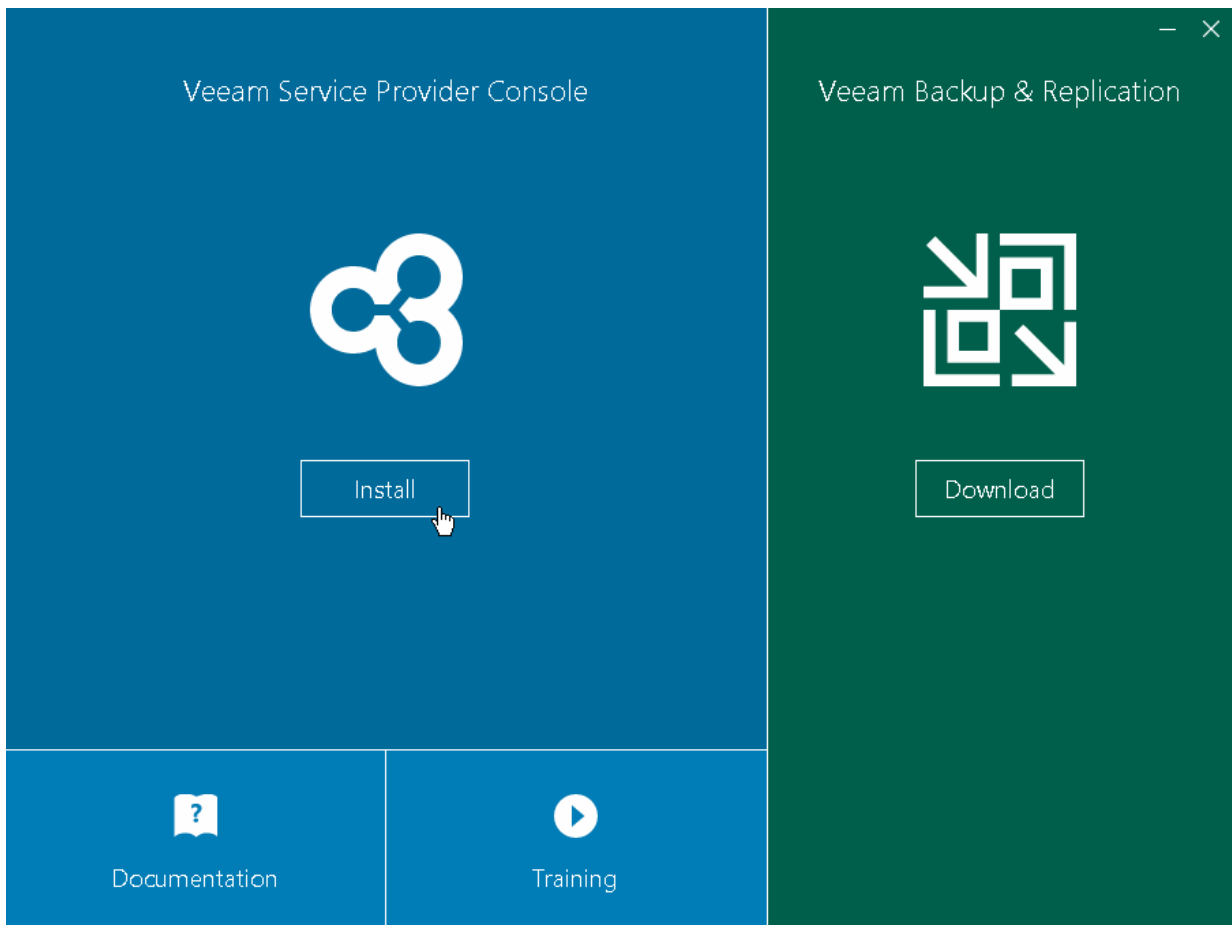 Veeam Service Provider Console
Veeam Backup & Replication
Install
Download
?
Documentation
Training